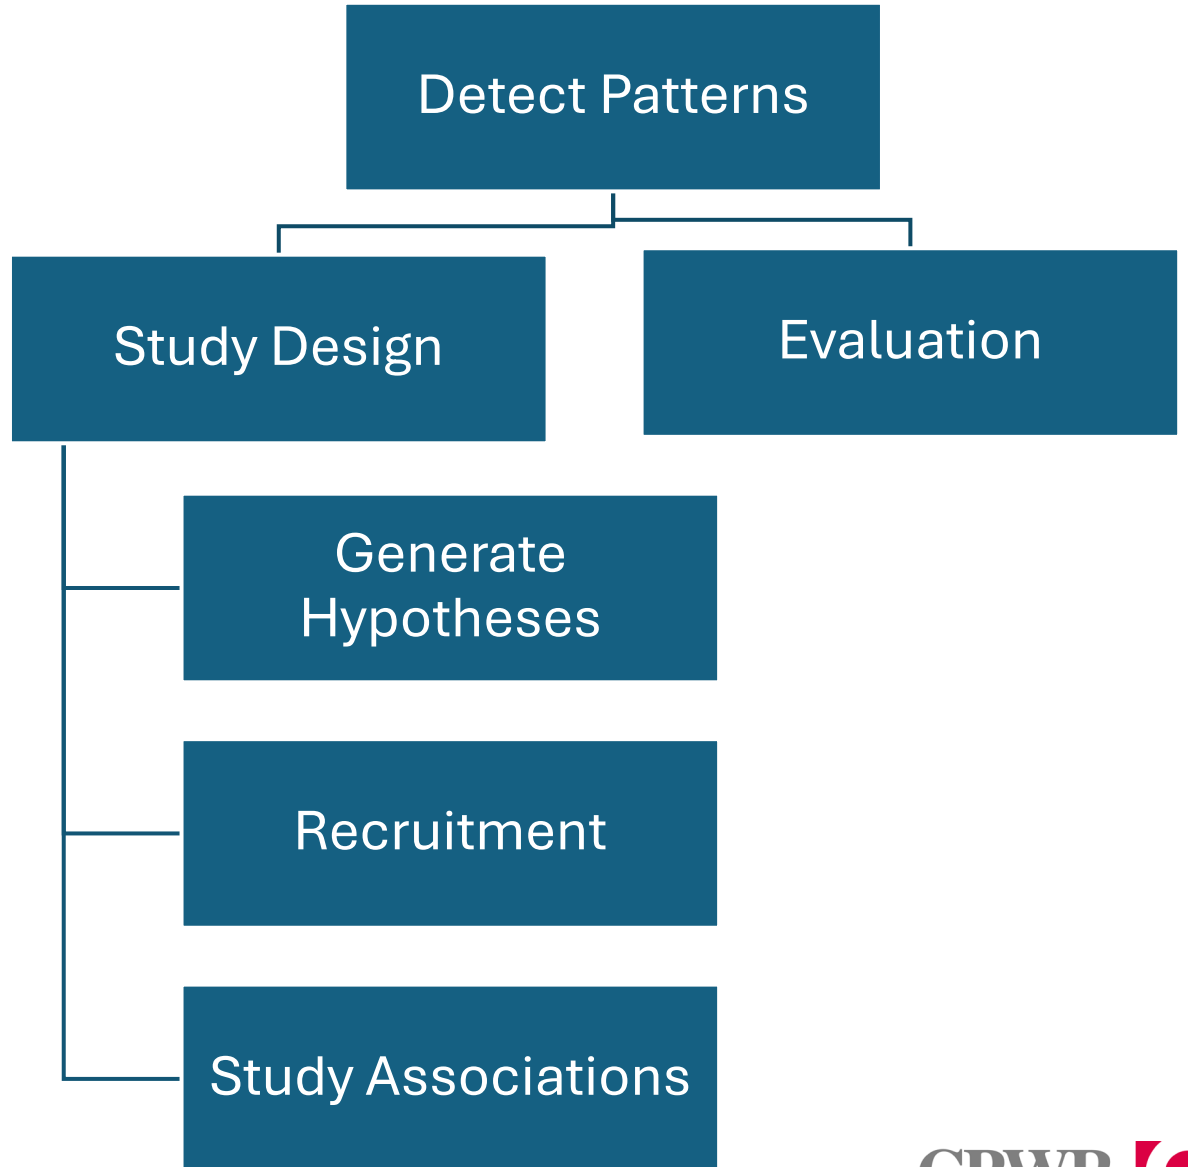 Detect Patterns
Study Design
Evaluation
Generate
Hypotheses
Recruitment
Study Associations